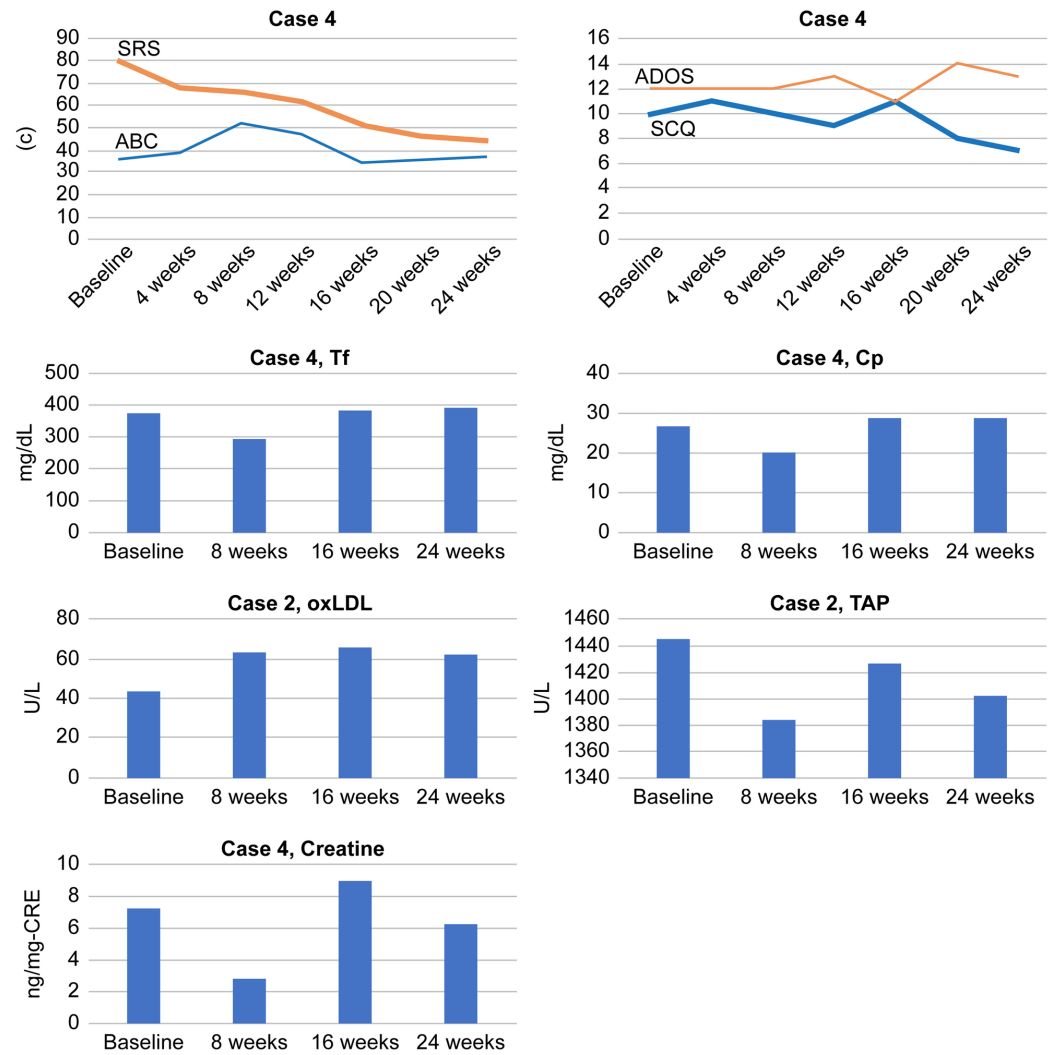 Case 4
(c)
90
80
70
60
50
40
30
20
10
0
SRS
ABC
Baseline
4 weeks
8 weeks
12 weeks
16 weeks
20 weeks
24 weeks
Case 4
16
14
12
10
8
6
4
2
0
ADOS
SCQ
Baseline
4 weeks
8 weeks
12 weeks
16 weeks
20 weeks
24 weeks
Case 4, Tf
mg/dL
500
400
300
200
100
0
Baseline 8 weeks 16 weeks 24 weeks
Case 4, Cp
mg/dL
40
30
20
10
0
Baseline 8 weeks 16 weeks 24 weeks
Case 2, oxLDL
U/L
80
60
40
20
0
Baseline 8 weeks 16 weeks 24 weeks
Case 2, TAP
U/L
1460
1440
1420
1400
1380
1360
1340
Baseline 8 weeks 16 weeks 24 weeks
Case 4, Creatine
ng/mg-CRE
10
8
6
4
2
0
Baseline 8 weeks 16 weeks 24 weeks